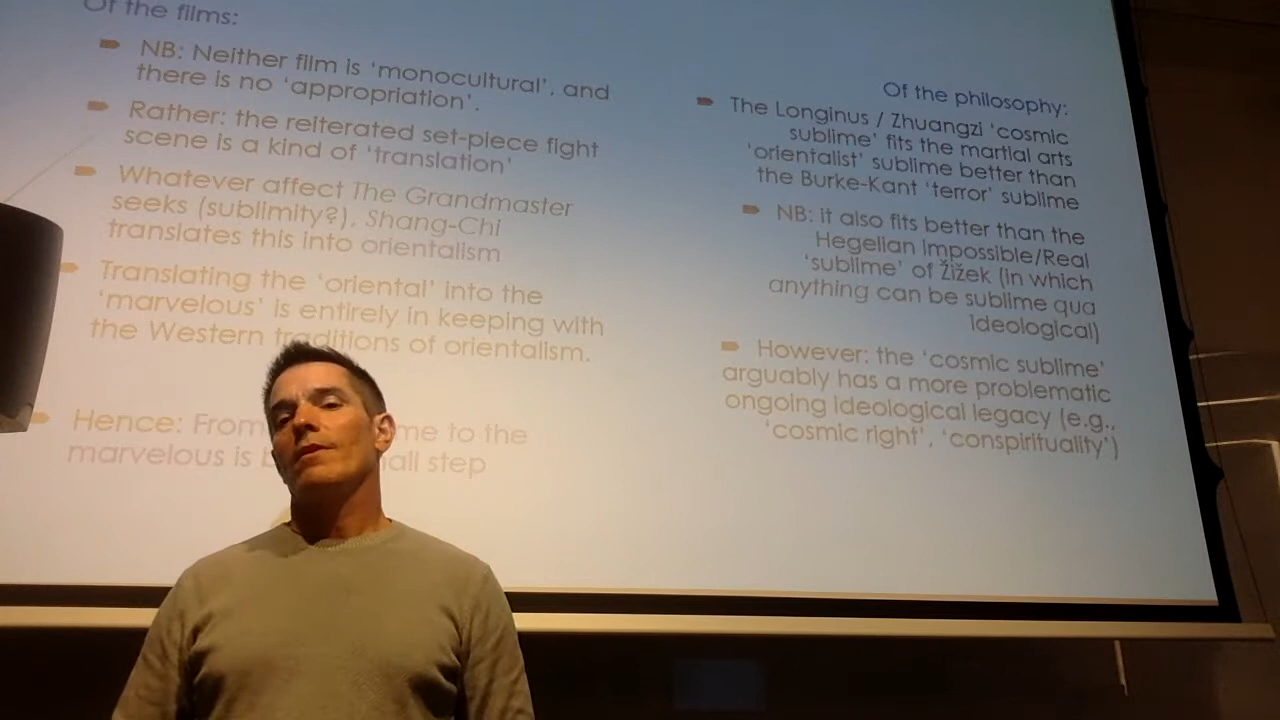 Of the films:
NB: Neither film is 'monocultural', and
there is no 'appropriation'.
Rather: the reiterated set-piece fight
scene is a kind of 'translation'
Whatever affect The Grandmaster
seeks (sublimity?), Shang-Chi
translates this into orientalism
Translating the 'oriental' into the
'marvelous' is entirely in keeping with
the Western traditions of orientalism.
Hence: From me to the
marvelous is step
Of the philosophy:
The Longinus / Zhuangzi 'cosmic
sublime' fits the martial arts
'orientalist' sublime better than
the Burke-Kant 'terror' sublime
NB: it also fits better than the
Hegelian Impossible/Real
'sublime' of Žižek (in which
anything can be sublime qua
ideological)
However: the 'cosmic sublime'
arguably has a more problematic
ongoing ideological legacy (e.g.,
'cosmic right', 'conspirituality')